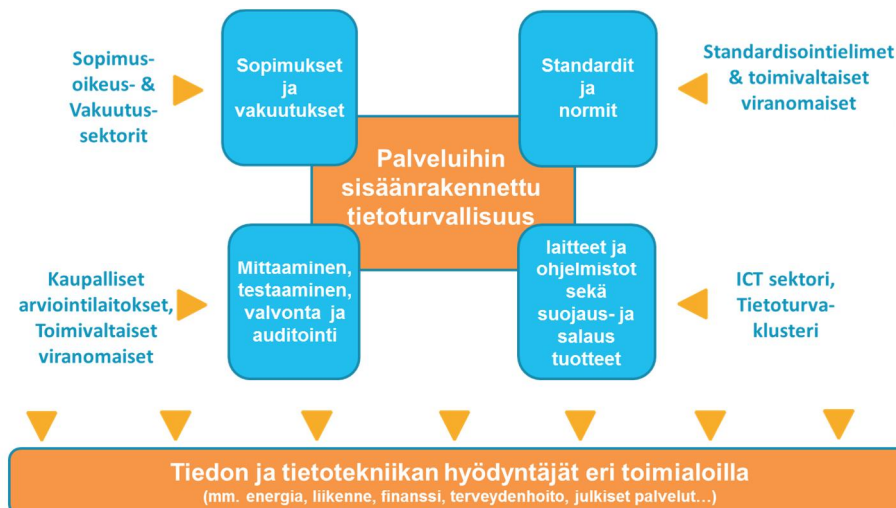 Sopimus-
oikeus- &
Vakuutus-
sektorit
Sopimukset
ja
vakuutukset
Standardit
ja
normit
Standardisointielimet
& toimivaltaiset
viranomaiset
Palveluihin
sisäänrakennettu
tietoturvallisuus
Kaupalliset
arviointilaitokset,
Toimivaltaiset
viranomaiset
Mittaaminen,
testaaminen,
valvonta ja
auditointi
laitteet ja
ohjelmistot
sekä
suojaus- ja
salaus
tuotteet
ICT sektori,
Tietoturva-
klusteri
Tiedon ja tietotekniikan hyödyntäjät eri toimialoilla
(mm. energia, liikenne, finanssi, terveydenhoito, julkiset palvelut…)